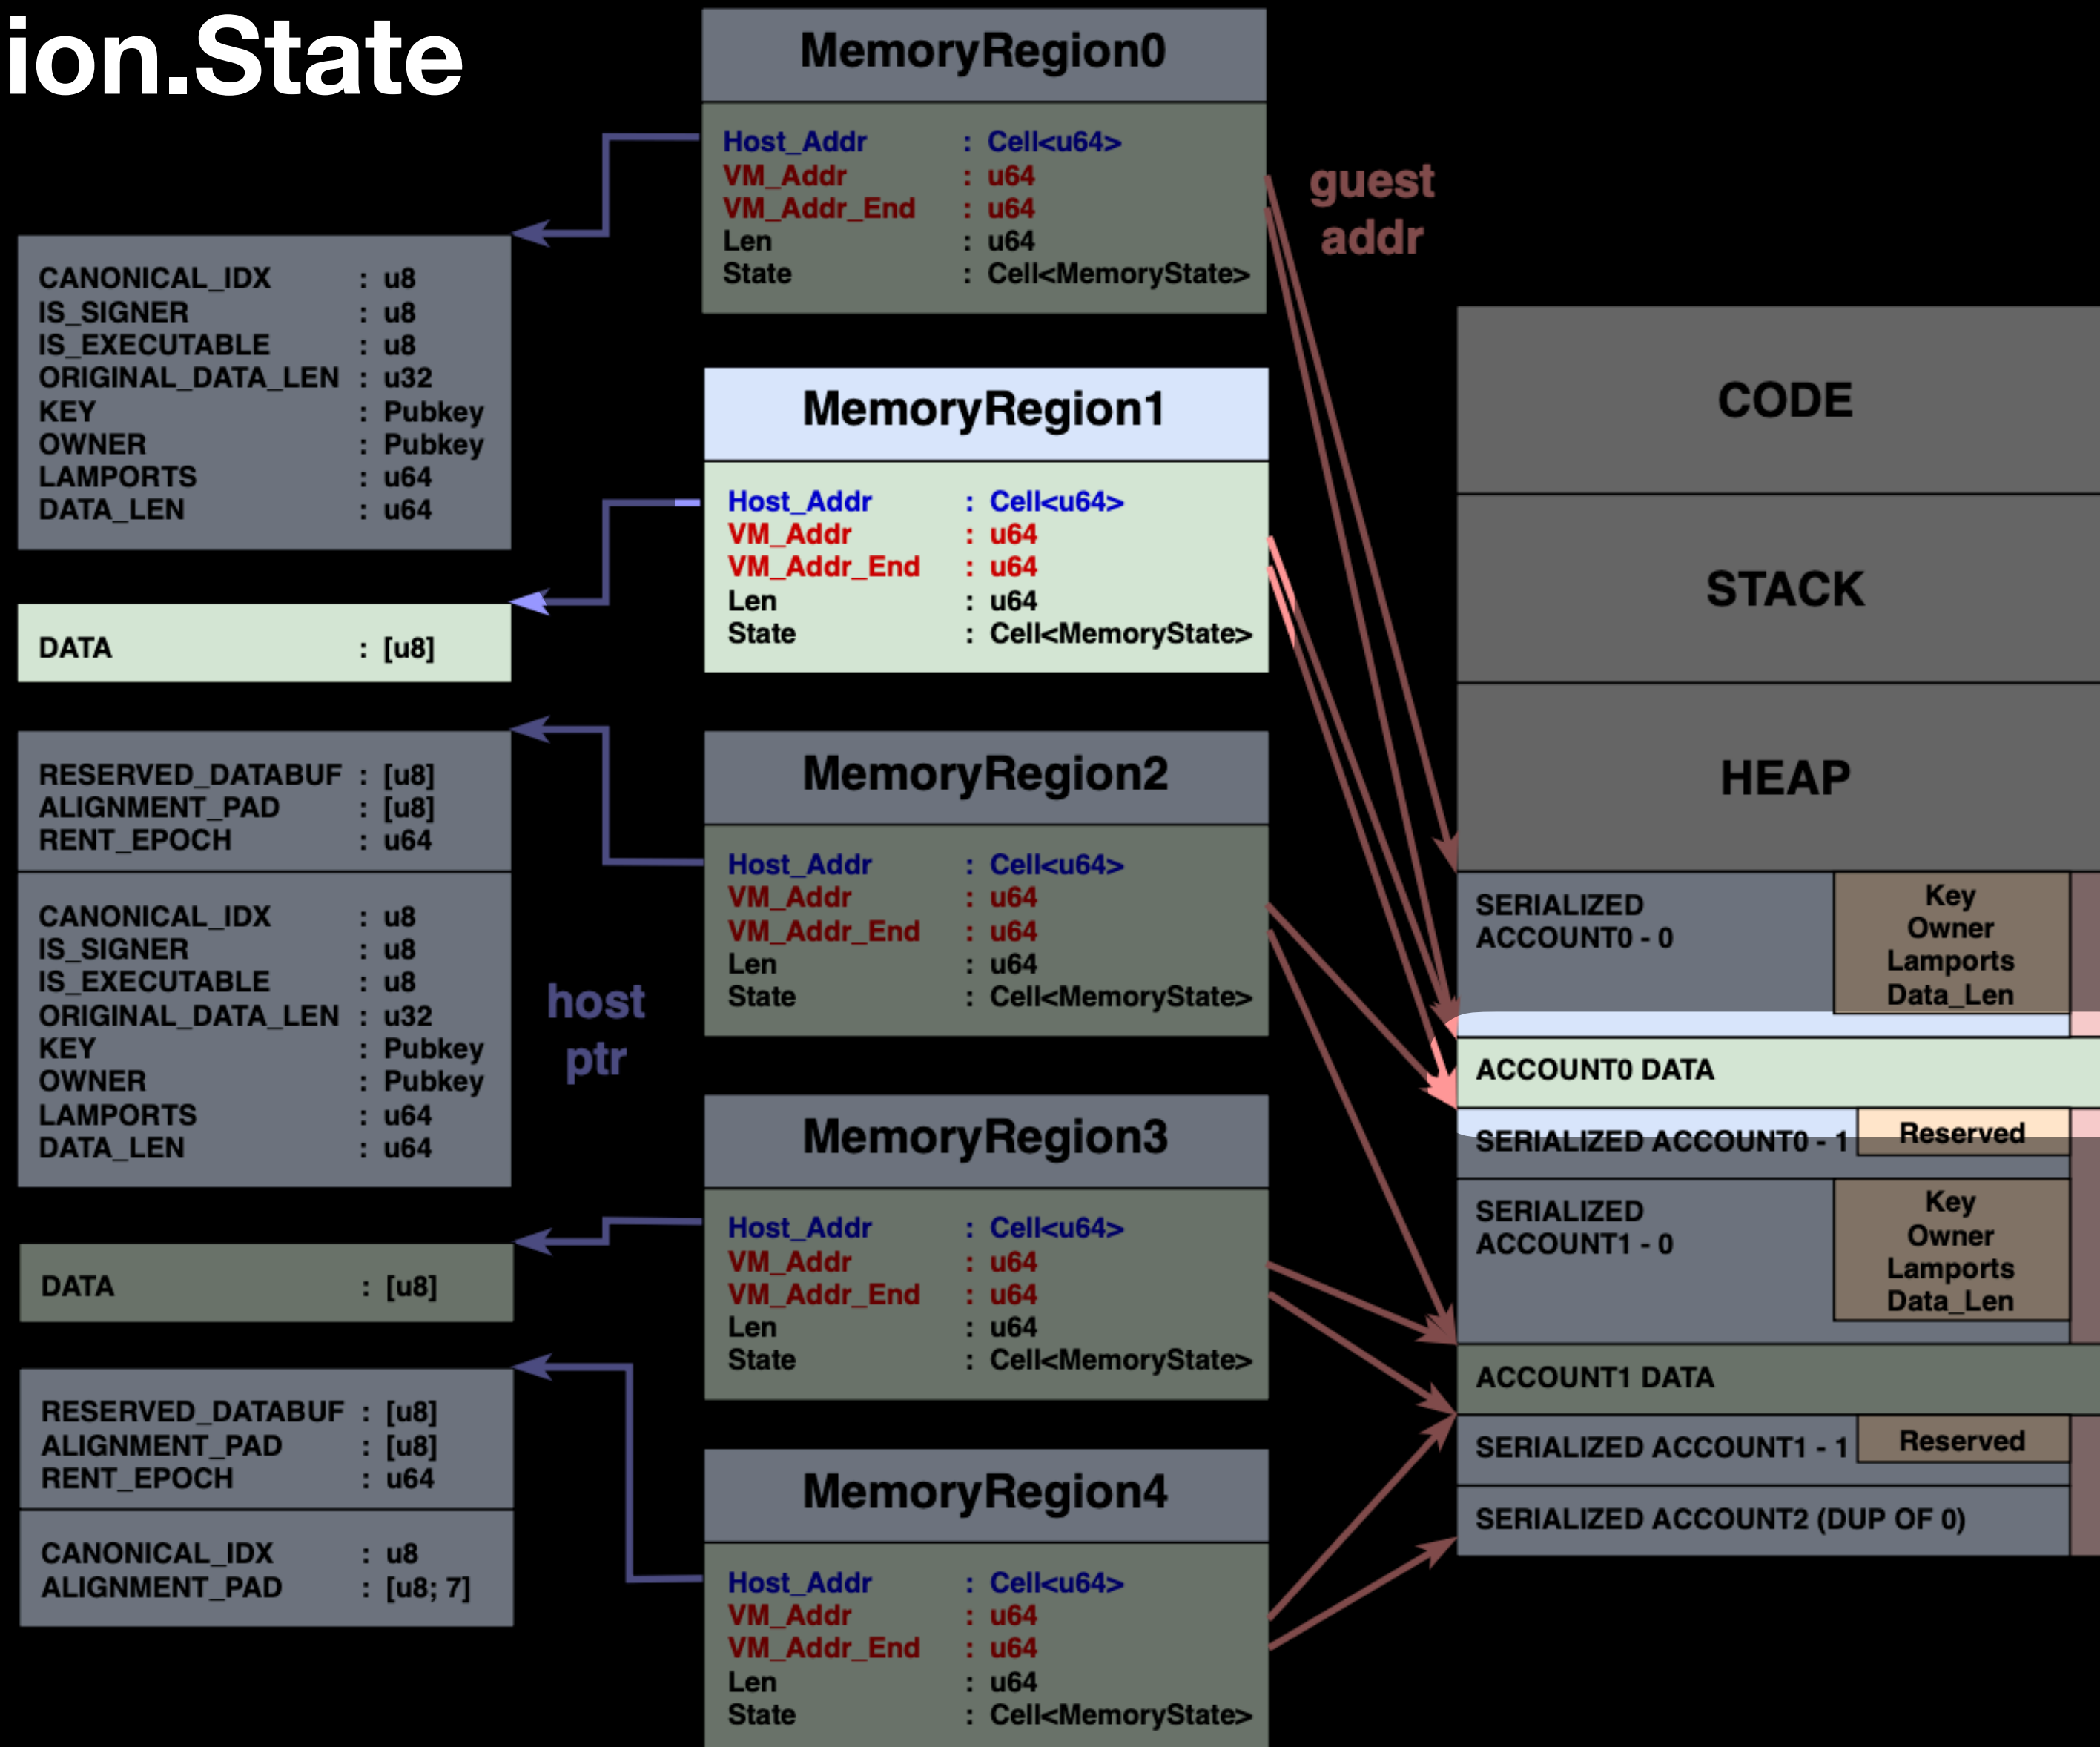 ion.State
MemoryRegion0
Host_Addr : Cell<u64>
VM_Addr : u64
VM_Addr_End : u64
Len : u64
State : Cell<MemoryState>
guest
addr
CANONICAL_IDX : u8
IS_SIGNER : u8
IS_EXECUTABLE : u8
ORIGINAL_DATA_LEN : u32
KEY : Pubkey
OWNER : Pubkey
LAMPORTS : u64
DATA_LEN : u64
MemoryRegion1
Host_Addr : Cell<u64>
VM_Addr : u64
VM_Addr_End : u64
Len : u64
State : Cell<MemoryState>
DATA : [u8]
RESERVED_DATABUF : [u8]
ALIGNMENT_PAD : [u8]
RENT_EPOCH : u64
CANONICAL_IDX : u8
IS_SIGNER : u8
IS_EXECUTABLE : u8
ORIGINAL_DATA_LEN : u32
KEY : Pubkey
OWNER : Pubkey
LAMPORTS : u64
DATA_LEN : u64
host
ptr
MemoryRegion2
Host_Addr : Cell<u64>
VM_Addr : u64
VM_Addr_End : u64
Len : u64
State : Cell<MemoryState>
MemoryRegion3
Host_Addr : Cell<u64>
VM_Addr : u64
VM_Addr_End : u64
Len : u64
State : Cell<MemoryState>
DATA : [u8]
RESERVED_DATABUF : [u8]
ALIGNMENT_PAD : [u8]
RENT_EPOCH : u64
CANONICAL_IDX : u8
ALIGNMENT_PAD : [u8; 7]
MemoryRegion4
Host_Addr : Cell<u64>
VM_Addr : u64
VM_Addr_End : u64
Len : u64
State : Cell<MemoryState>
CODE
STACK
HEAP
SERIALIZED
ACCOUNT0 - 0
Key
Owner
Lamports
Data_Len
ACCOUNT0 DATA
SERIALIZED ACCOUNT0 - 1
Reserved
SERIALIZED
ACCOUNT1 - 0
Key
Owner
Lamports
Data_Len
ACCOUNT1 DATA
SERIALIZED ACCOUNT1 - 1
Reserved
SERIALIZED ACCOUNT2 (DUP OF 0)